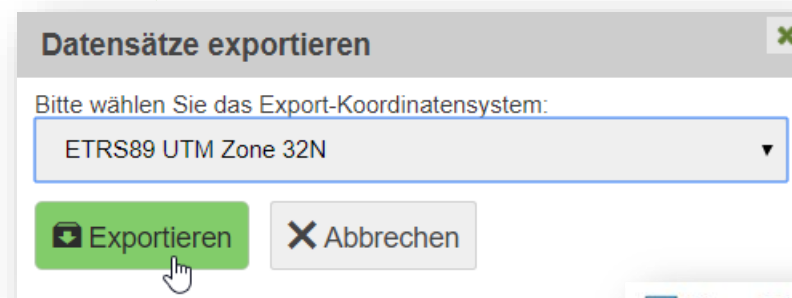 Datensätze exportieren
Bitte wählen Sie das Export-Koordinatensystem:
ETRS89 UTM Zone 32N
Exportieren
Abbrechen